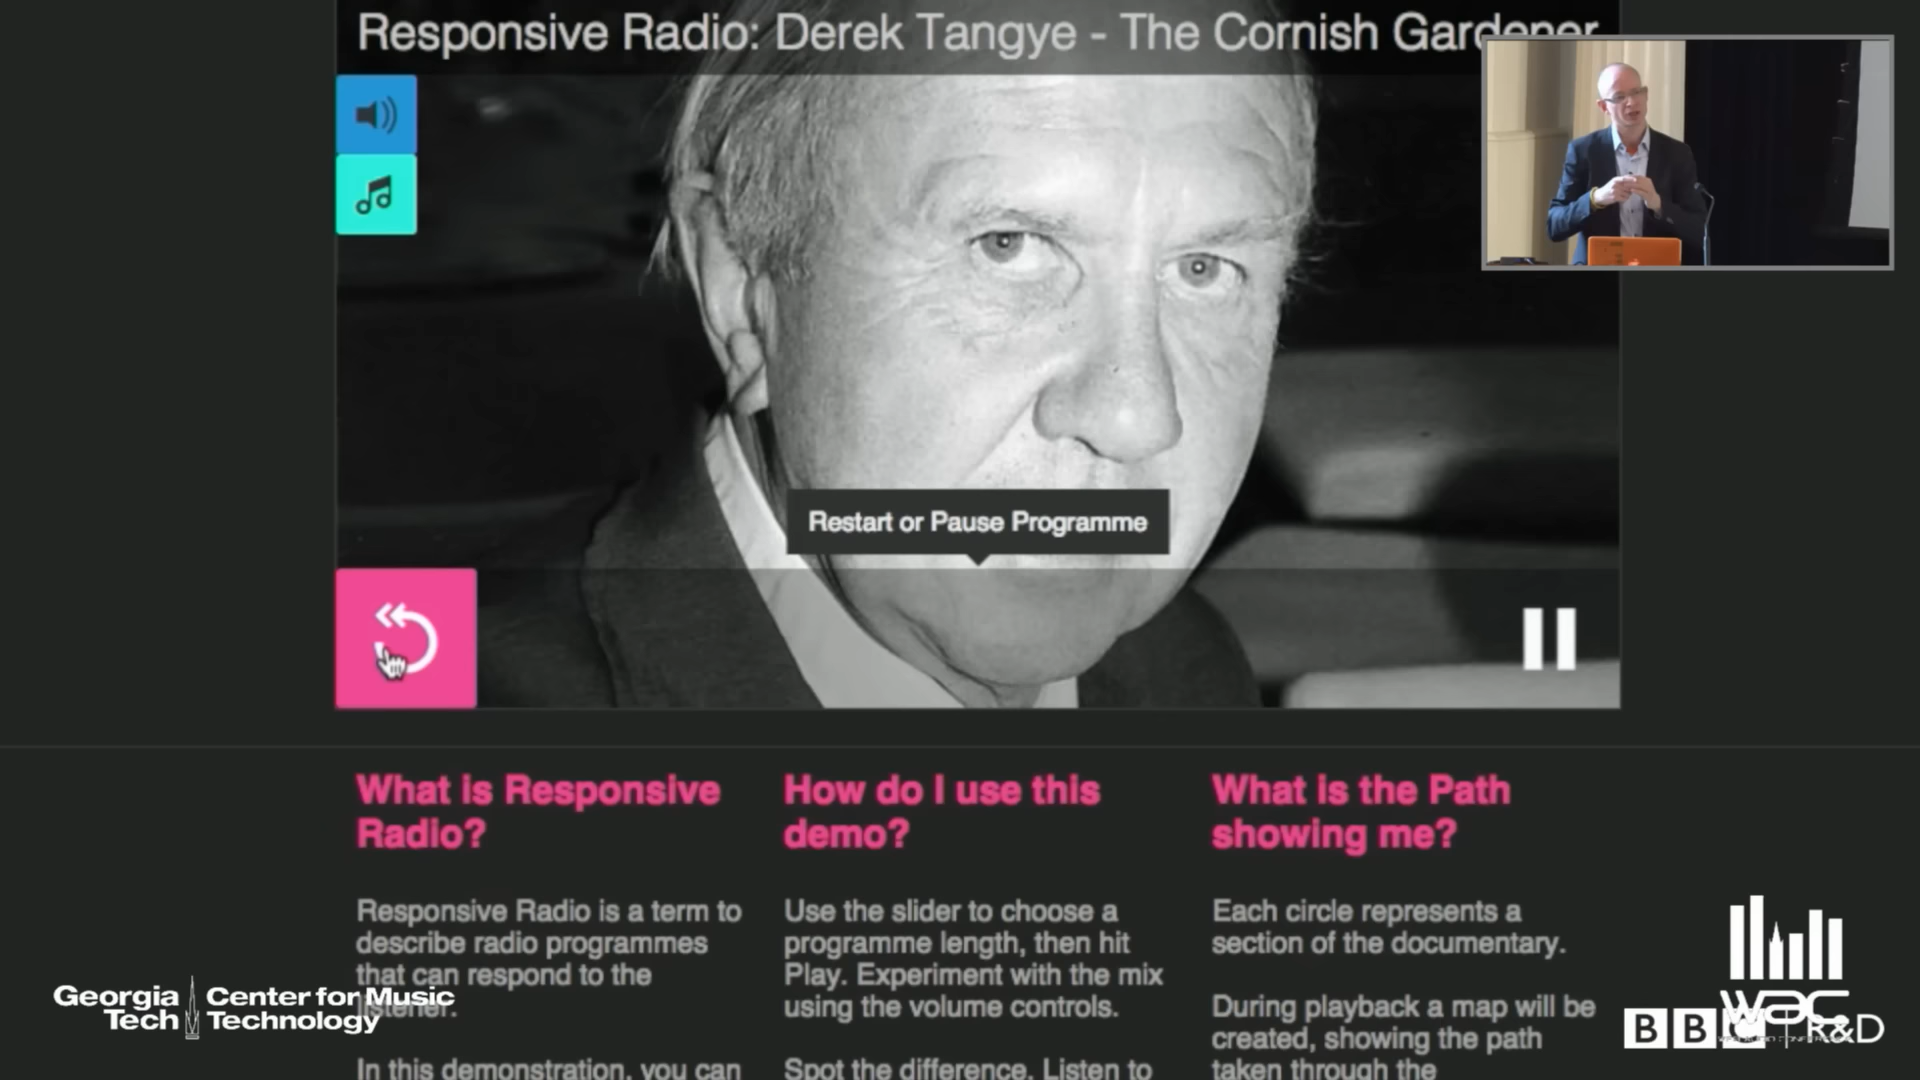 Responsive Radio: Derek Tangye - The Cornish Gardener
Restart or Pause Programme
What is Responsive
Radio?
Responsive Radio is a term to
describe radio programmes
that can respond to the
listener.
In this demonstration, you can
How do I use this
demo?
Use the slider to choose a
programme length, then hit
Play. Experiment with the mix
using the volume controls.
Spot the difference. Listen to
What is the Path
showing me?
Each circle represents a
section of the documentary.
During playback a map will be
created, showing the path
taken through the
Georgia
Tech
Center for Music
Technology
wac
BBC R&D